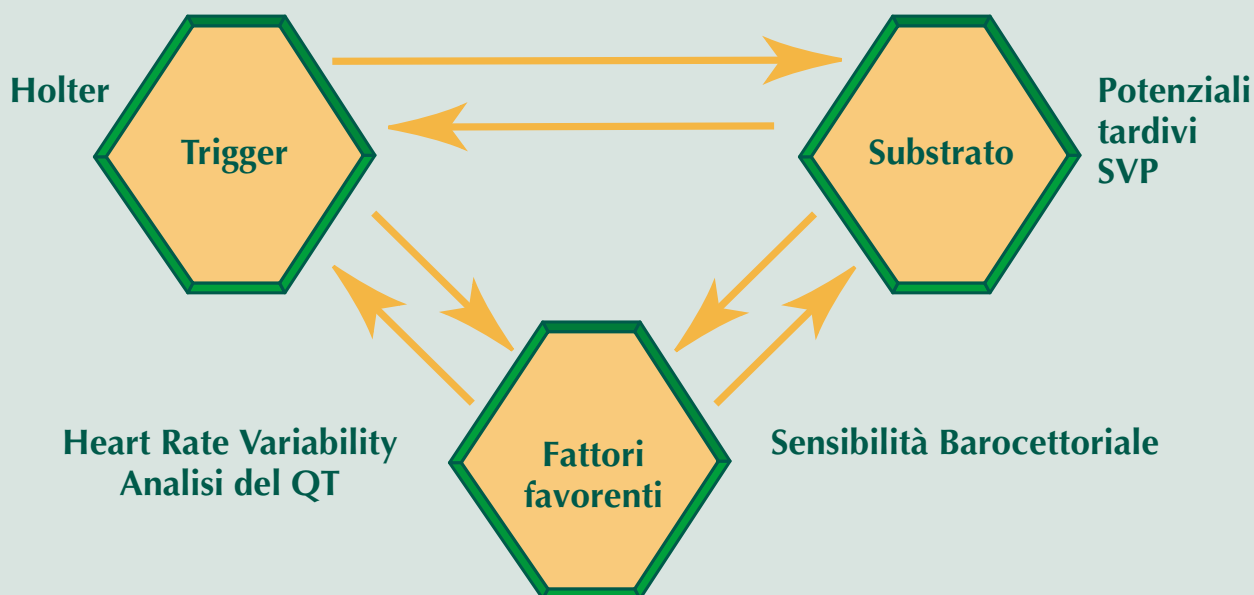 Holter
Trigger
Substrato
Potenziali
tardivi
SVP
Heart Rate Variability
Analisi del QT
Fattori
favorenti
Sensibilità Barocettoriale